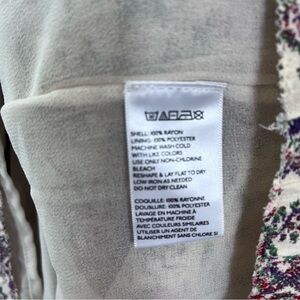 SHELL: 100% RAYON
LINING: 100% POLYESTER
MACHINE WASH COLD
WITH LIKE COLORS
USE ONLY NON-CHLORINE
BLEACH
RESHAPE & LAY FLAT TO DRY
LOW IRON AS NEEDED
DO NOT DRY CLEAN
COQUILLE: 100% RAYONNE
DOUBLURE: 100% POLYESTER
LAVAGE EN MACHINE À
TEMPÉRATURE FROIDE
AVEC COULEURS SIMILAIRES
UTILISER UN AGENT DE
BLANCHIMENT SANS CHLORE SI